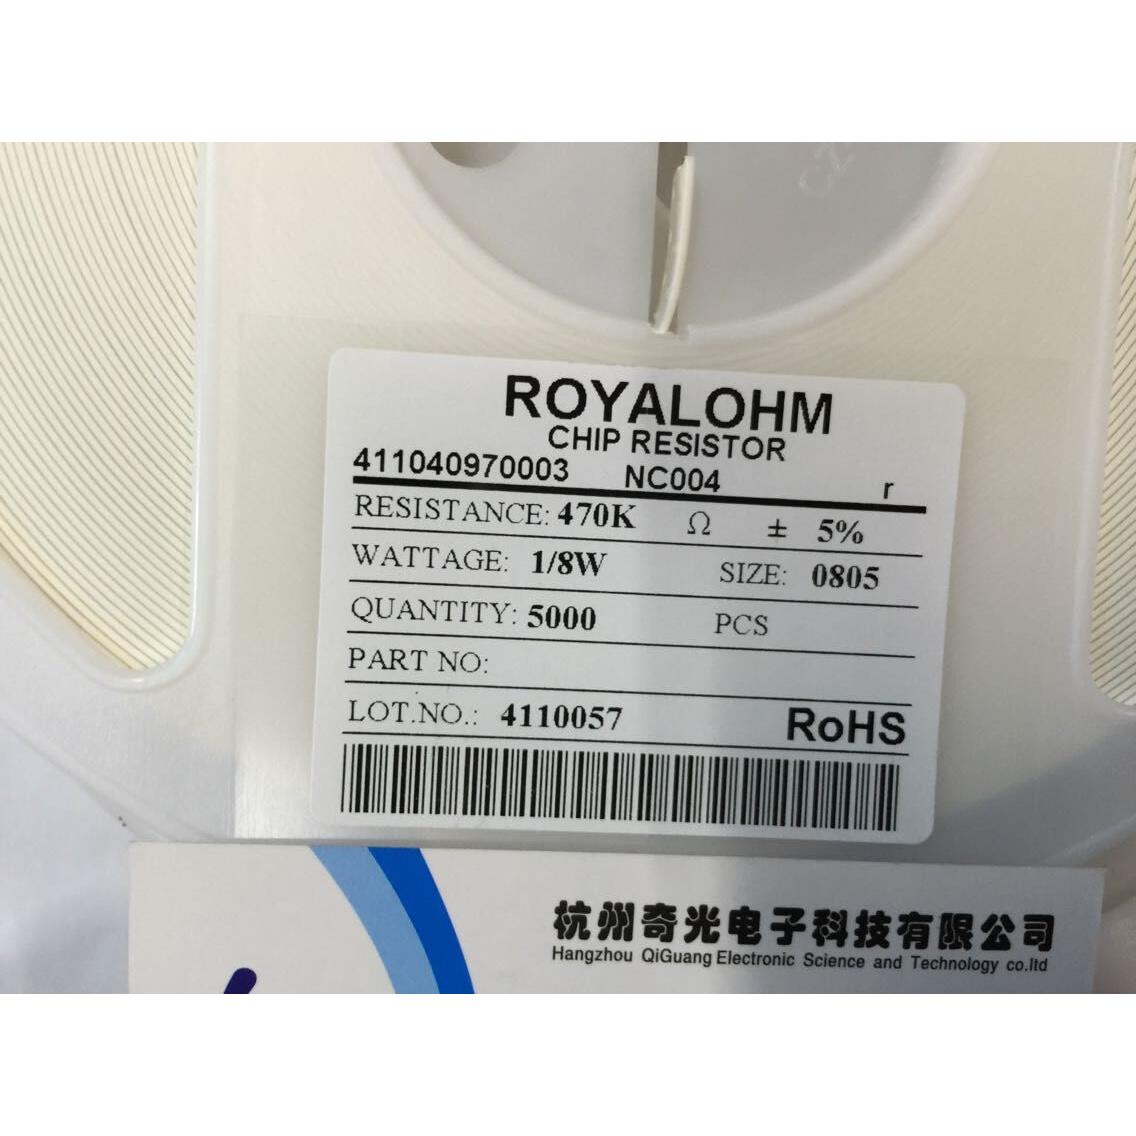 CZ
ROYALOHM
CHIP RESISTOR
411040970003 NC004 r
RESISTANCE: 470K Ω ± 5%
WATTAGE: 1/8W SIZE: 0805
QUANTITY: 5000 PCS
PART NO:
LOT.NO.: 4110057 RoHS
杭州奇光电子科技有限公司
Hangzhou QiGuang Electronic Science and Technology co.ltd